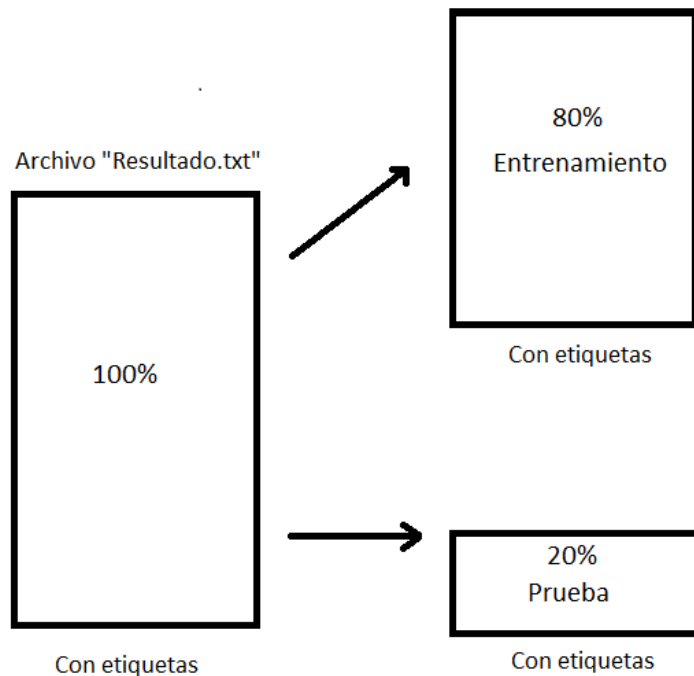 Archivo "Resultado.txt"
100%
Con etiquetas
80%
Entrenamiento
Con etiquetas
20%
Prueba
Con etiquetas